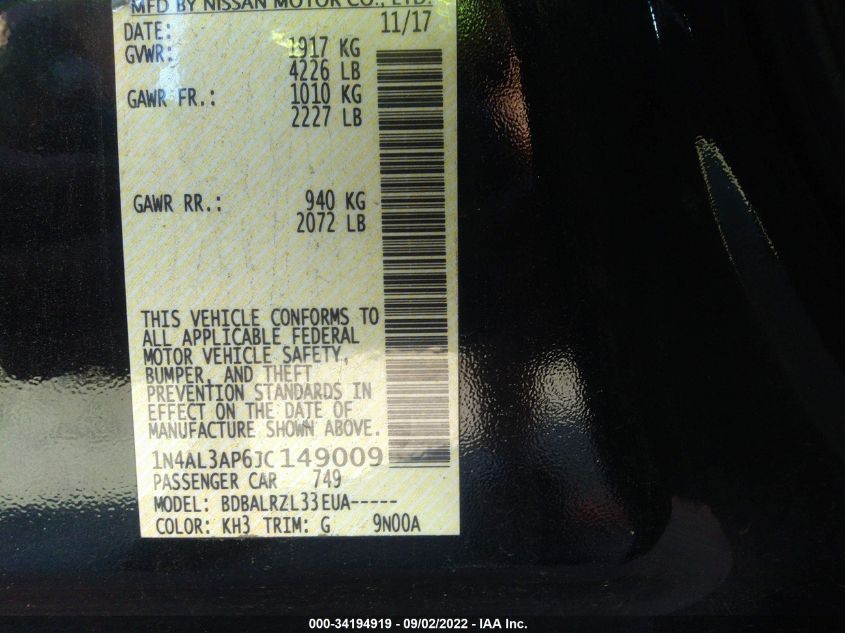 MFD BY NISSAN MOTOR CO., LTD.
DATE: 11/17
GVWR: 1917 KG
4226 LB
GAWR FR.: 1010 KG
2227 LB
GAWR RR.: 940 KG
2072 LB
THIS VEHICLE CONFORMS TO
ALL APPLICABLE FEDERAL
MOTOR VEHICLE SAFETY,
BUMPER, AND THEFT
PREVENTION STANDARDS IN
EFFECT ON THE DATE OF
MANUFACTURE SHOWN ABOVE.
1N4AL3AP6JC149009
PASSENGER CAR 749
MODEL: BDBALRZL33EUA-----
COLOR: KH3 TRIM: G 9N00A
000-34194919 - 09/02/2022 - IAA Inc.